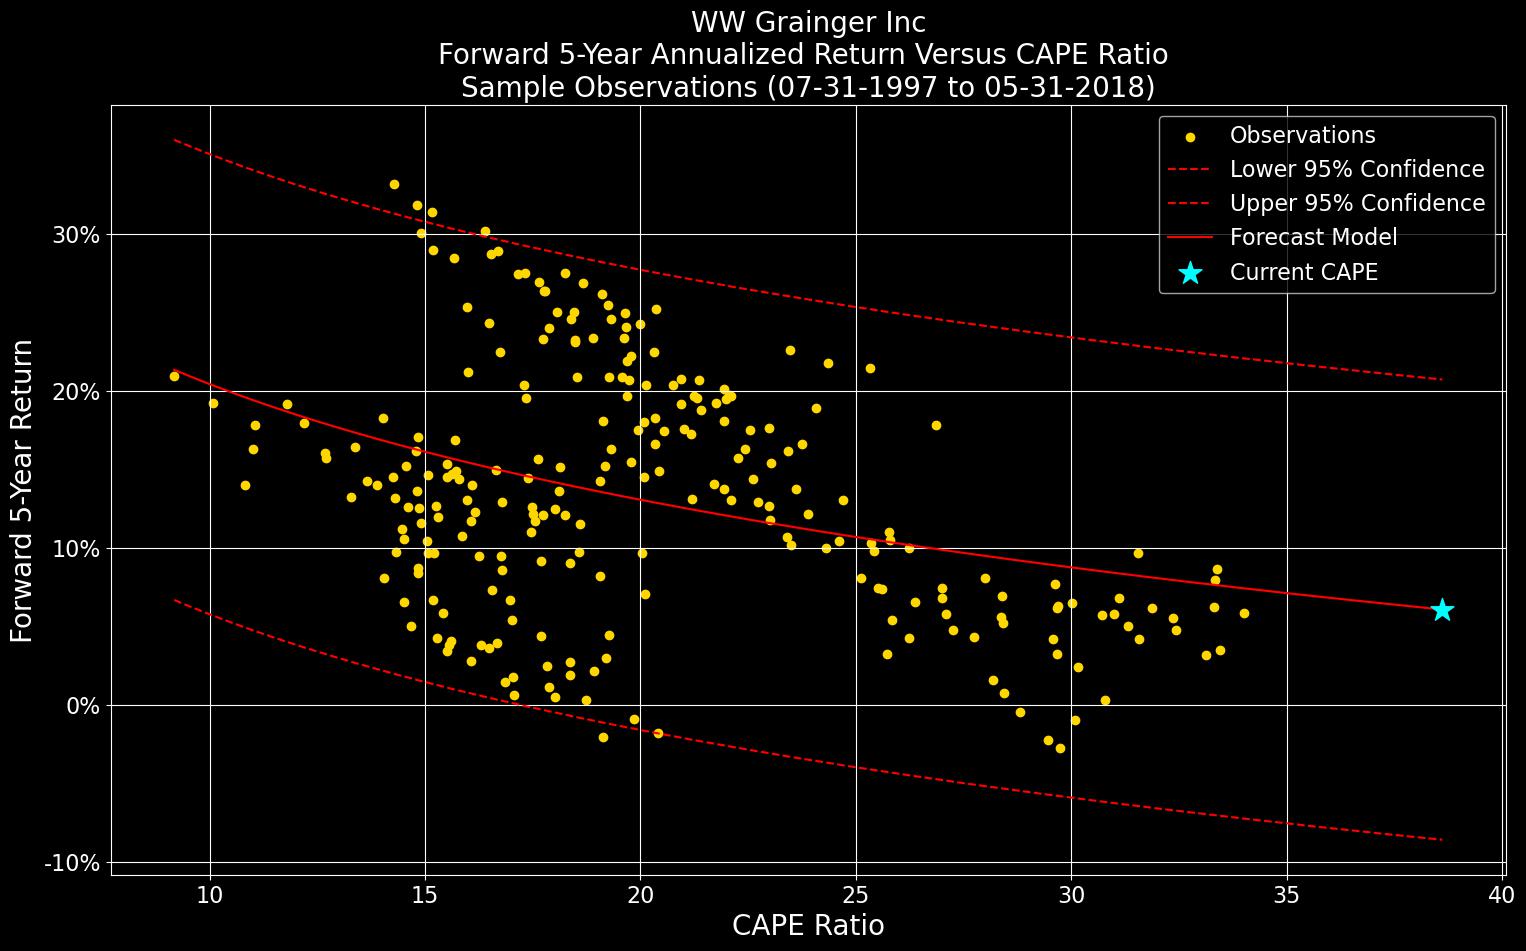 WW Grainger Inc
Forward 5-Year Annualized Return Versus CAPE Ratio
Sample Observations (07-31-1997 to 05-31-2018)
Observations
Lower 95% Confidence
Upper 95% Confidence
Forecast Model
Current CAPE
Forward 5-Year Return
30%
20%
10%
0%
-10%
10
15
20
25
30
35
40
CAPE Ratio